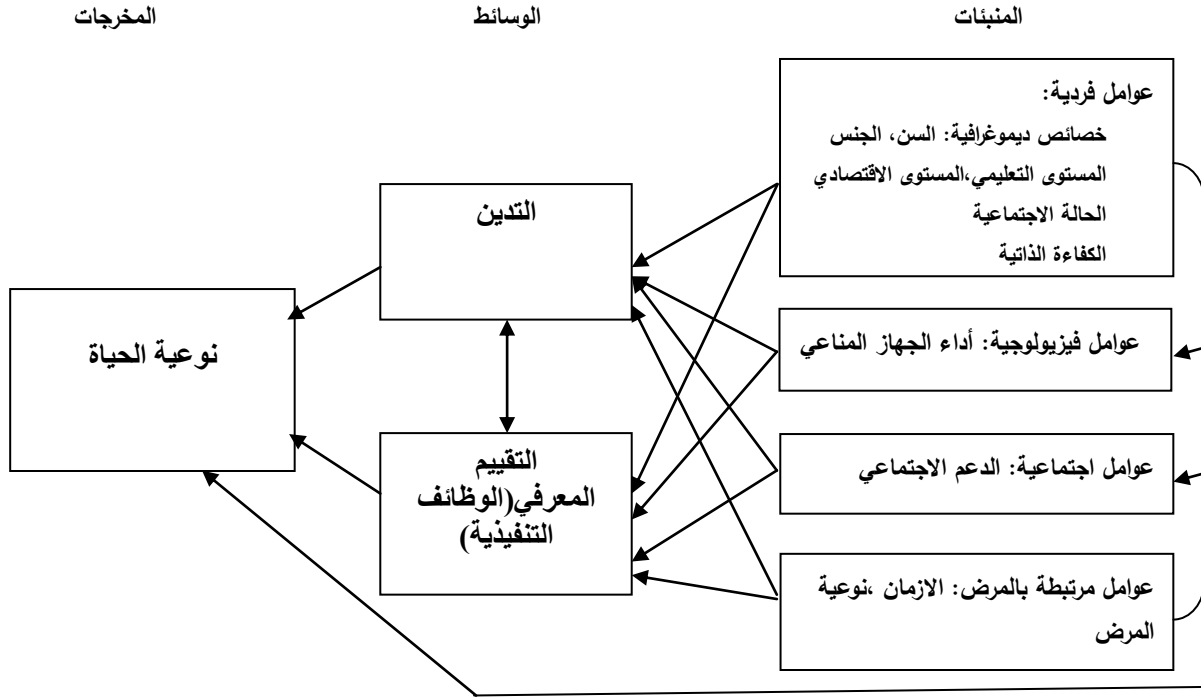 المنبئات
الوسائط
المخرجات
عوامل فردية:
خصائص ديموغرافية: السن، الجنس
المستوى التعليمي،المستوى الاقتصادي
الحالة الاجتماعية
الكفاءة الذاتية
عوامل فيزيولوجية: أداء الجهاز المناعي
عوامل اجتماعية: الدعم الاجتماعي
عوامل مرتبطة بالمرض: الازمان ،نوعية
المرض
التدين
التقييم
المعرفي(الوظائف
التنفيذية)
نوعية الحياة